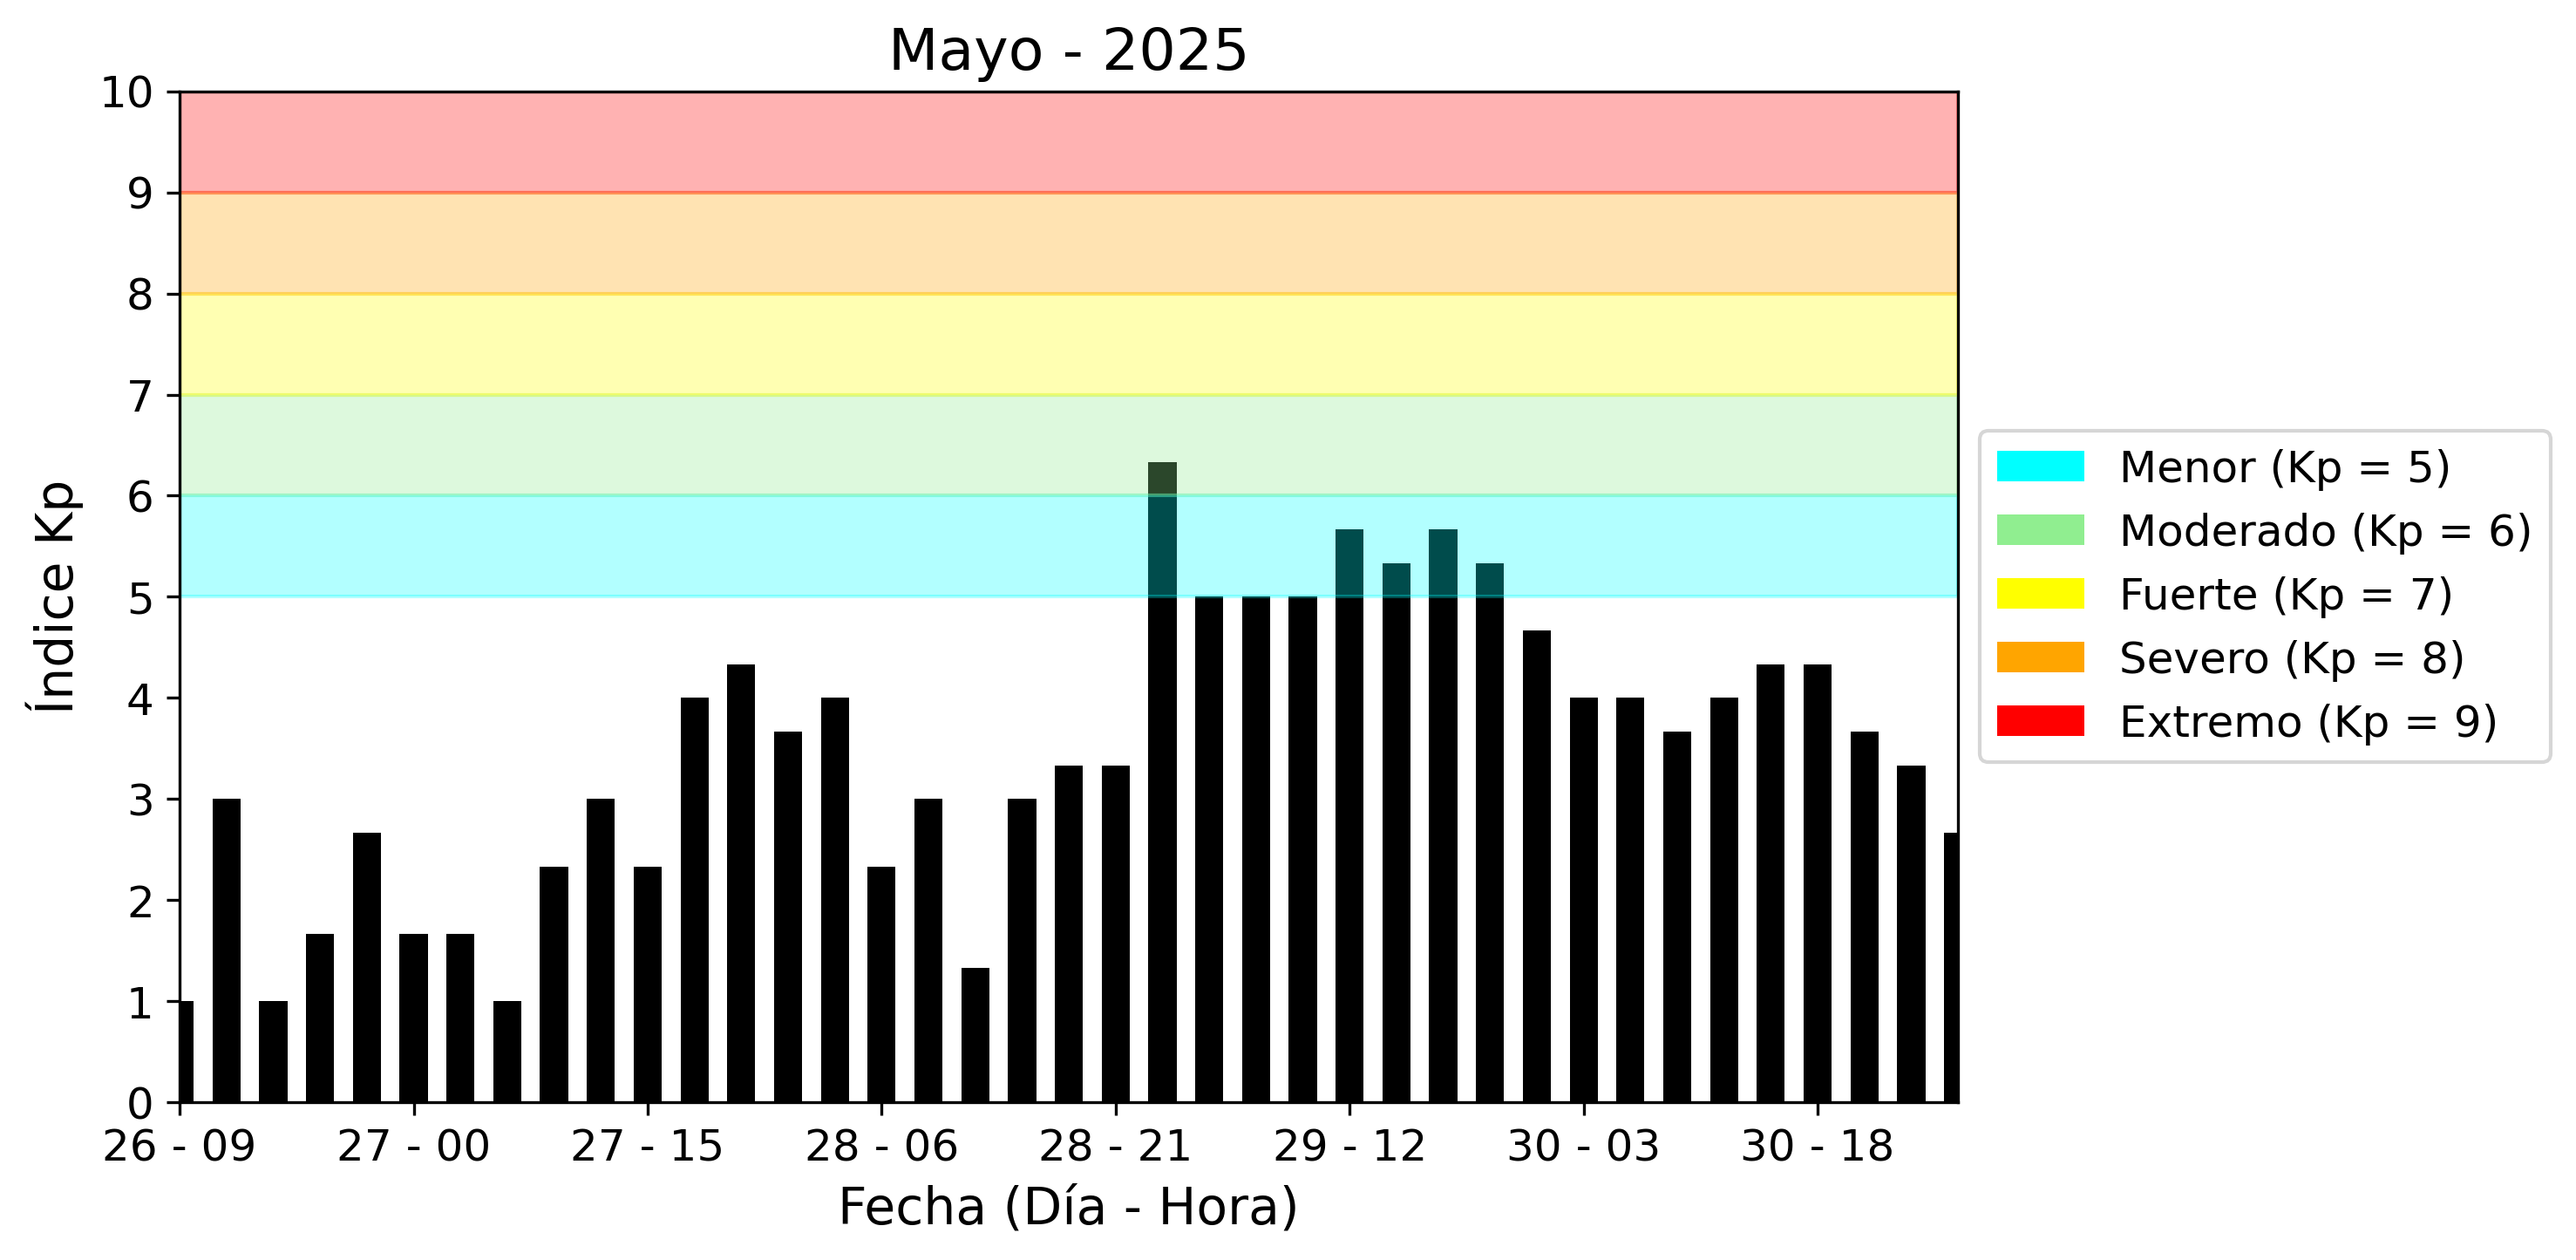 Mayo - 2025
10
9
8
7
6
5
4
3
2
1
0
Índice Kp
26 - 09
27 - 00
27 - 15
28 - 06
28 - 21
29 - 12
30 - 03
30 - 18
Fecha (Día - Hora)
Menor (Kp = 5)
Moderado (Kp = 6)
Fuerte (Kp = 7)
Severo (Kp = 8)
Extremo (Kp = 9)